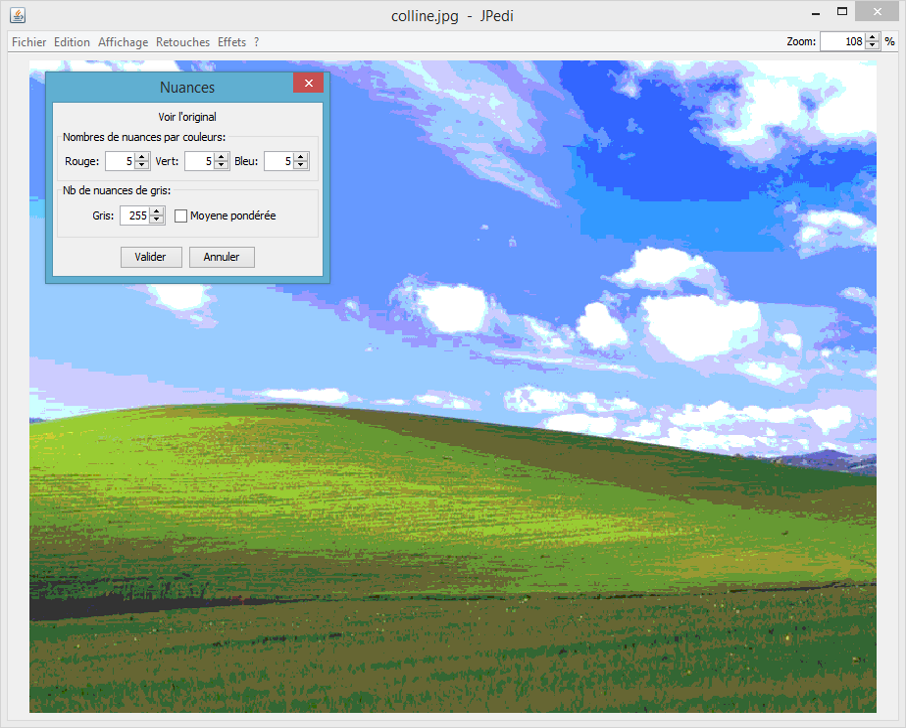 colline.jpg - JPedi
Fichier Edition Affichage Retouches Effets ? Zoom: 108 %
Nuances
Voir l'original
Nombres de nuances par couleurs:
Rouge: 5 Vert: 5 Bleu: 5
Nb de nuances de gris:
Gris: 255 Moyene pondérée
Valider Annuler